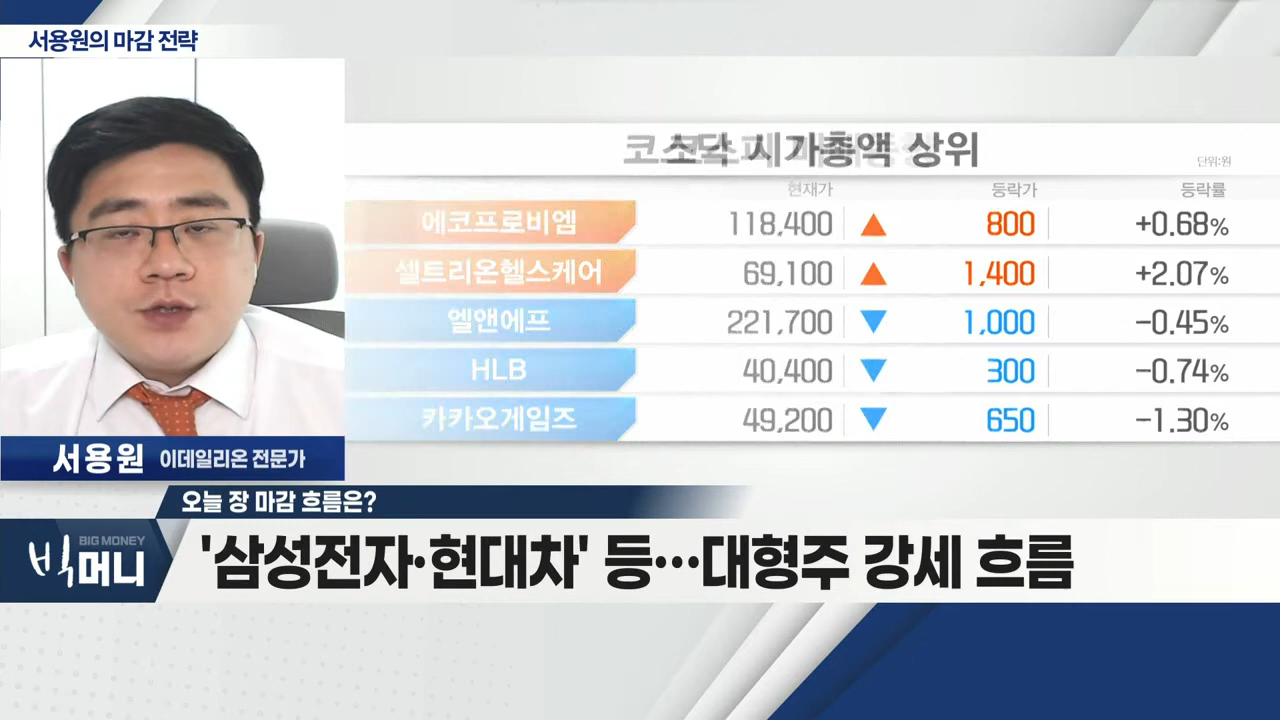 서용원의 마감 전략
시가총액 상위
단위:원
현재가 등락가 등락률
에코프로비엠 118,400 ▲ 800 +0.68%
셀트리온헬스케어 69,100 ▲ 1,400 +2.07%
엘앤에프 221,700 ▼ 1,000 -0.45%
HLB 40,400 ▼ 300 -0.74%
카카오게임즈 49,200 ▼ 650 -1.30%
서용원 이데일리온 전문가
오늘 장 마감 흐름은?
BIG MONEY
빅머니
'삼성전자·현대차' 등…대형주 강세 흐름